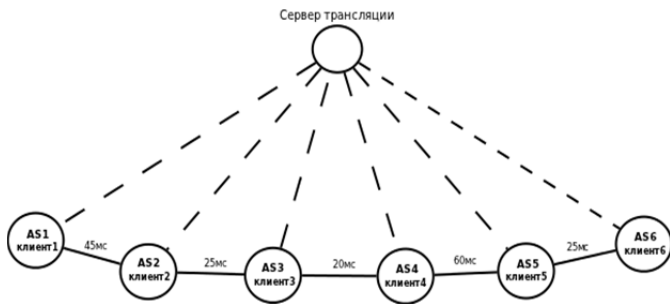 Сервер трансляции
AS1
клиент1
45мс
AS2
клиент2
25мс
AS3
клиент3
20мс
AS4
клиент4
60мс
AS5
клиент5
25мс
AS6
клиент6